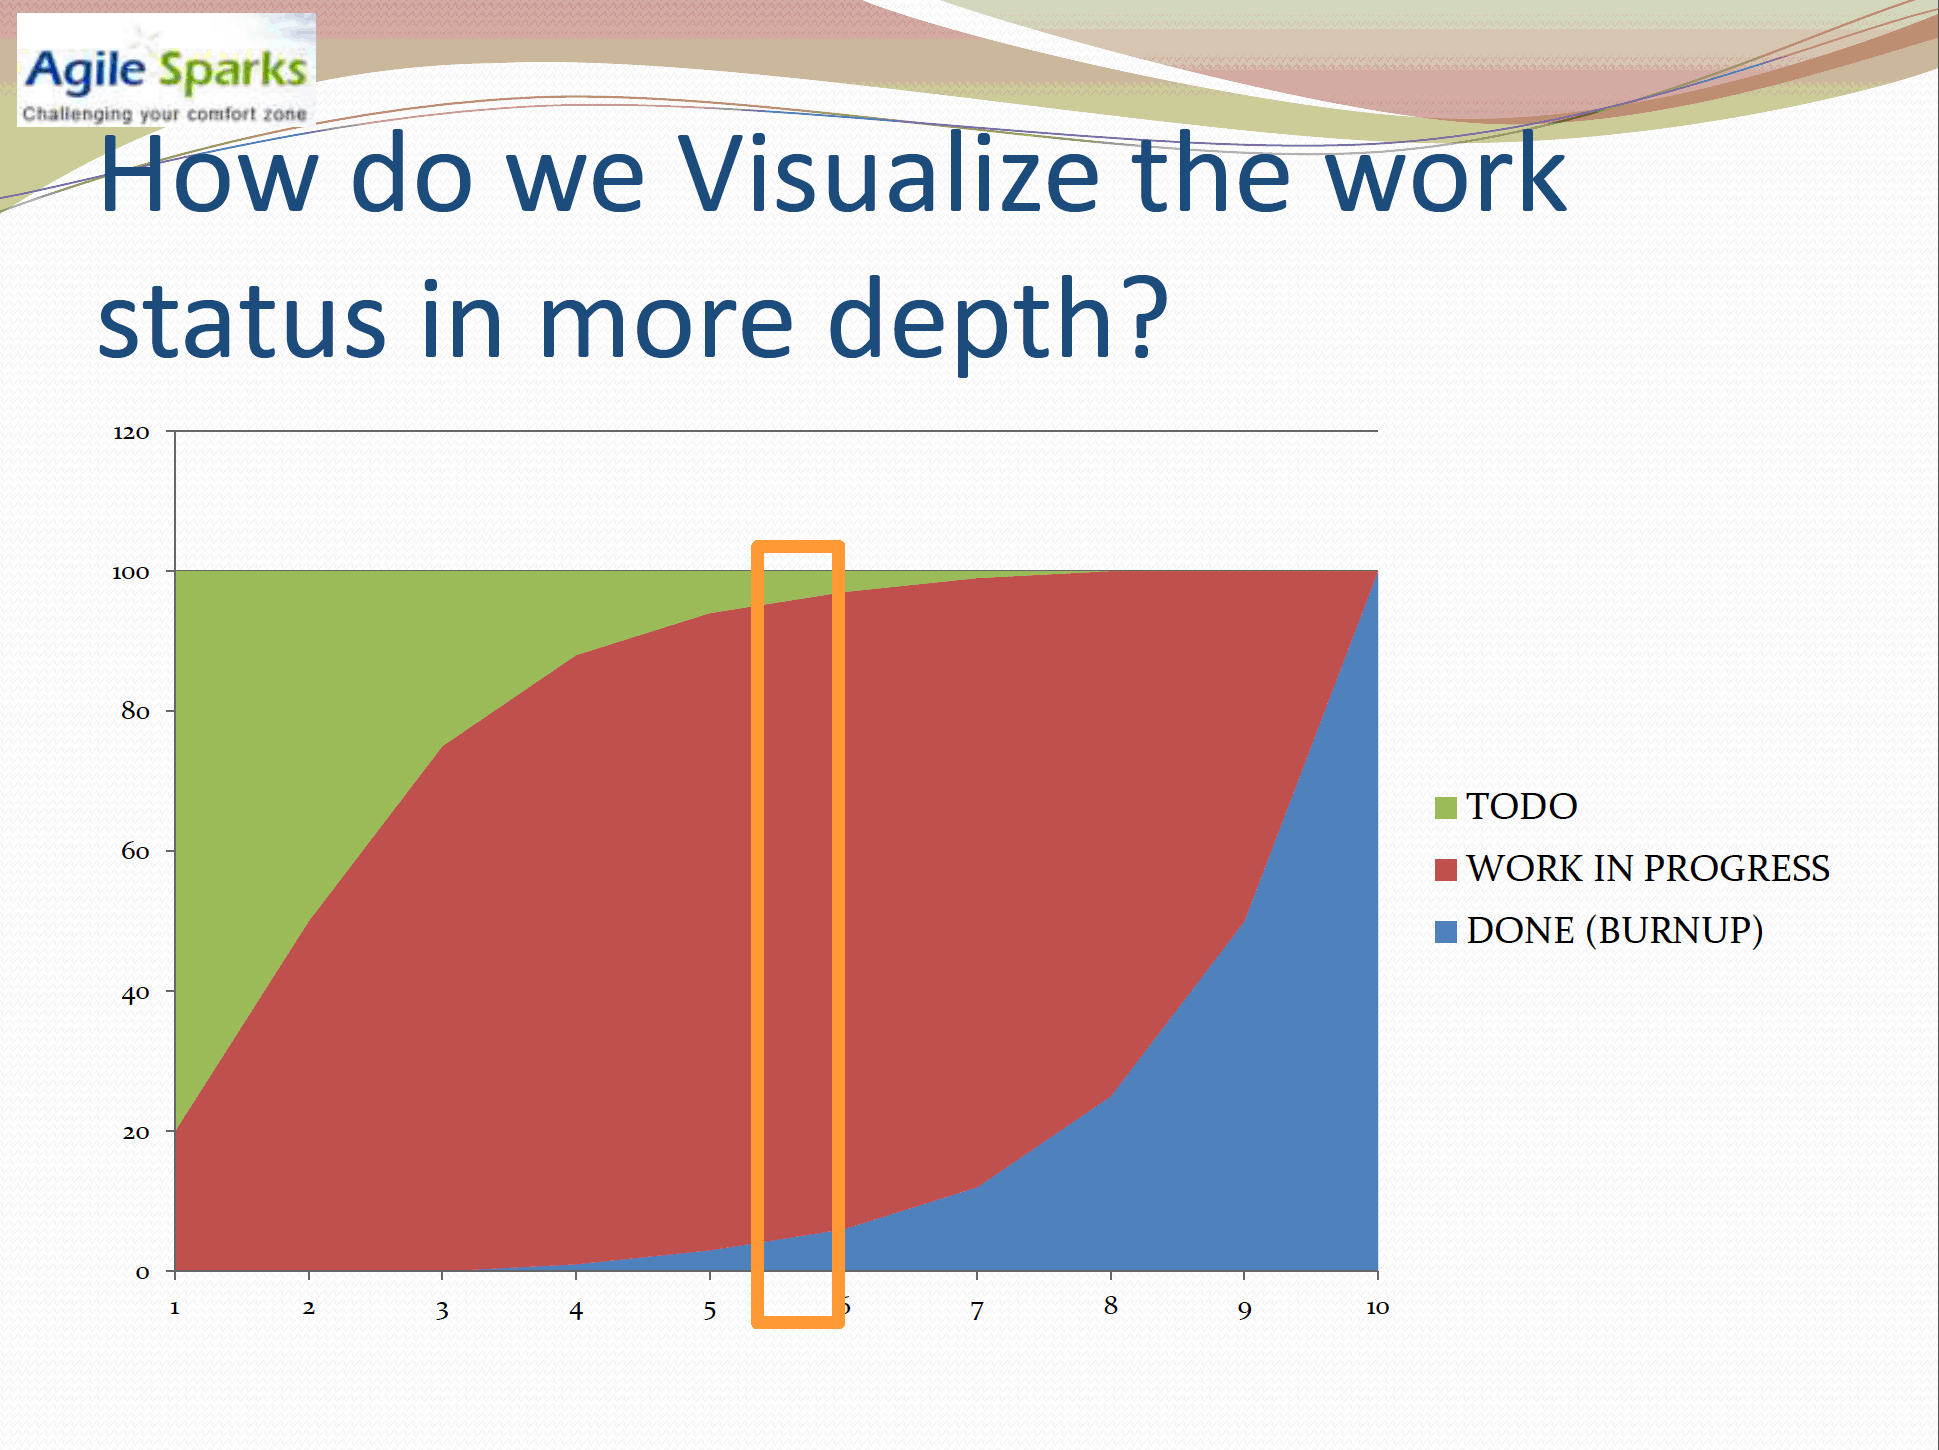 Agile Sparks
Challenging your comfort zone
How do we Visualize the work
status in more depth?
120
100
80
60
40
20
0
1 2 3 4 5 6 7 8 9 10
TODO
WORK IN PROGRESS
DONE (BURNUP)